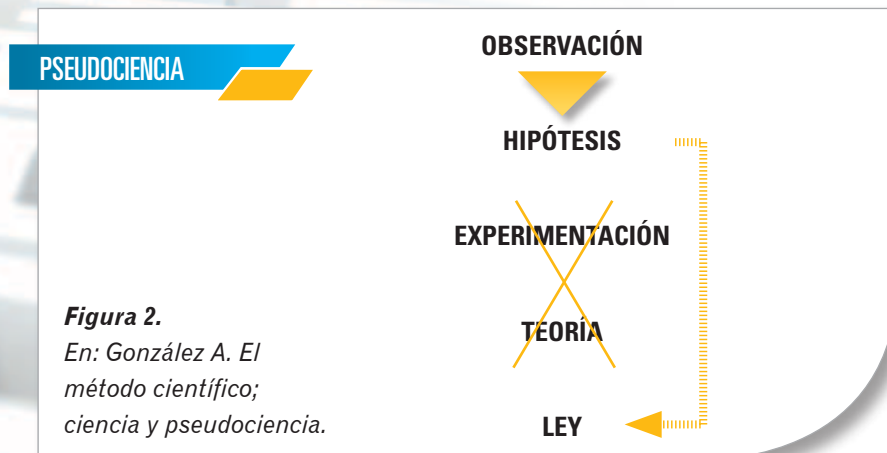 PSEUDOCIENCIA
OBSERVACIÓN
HIPÓTESIS
EXPERIMENTACIÓN
TEORÍA
LEY
Figura 2.
En: González A. El
método científico;
ciencia y pseudociencia.